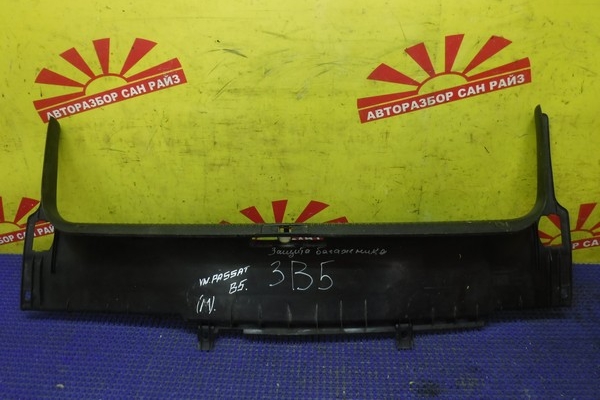 АВТОРАЗБОР САН РАЙЗ
АВТОРАЗБОР САН РАЙЗ
Защита багажника
VW.PASSAT
B5.
3B5
(М).